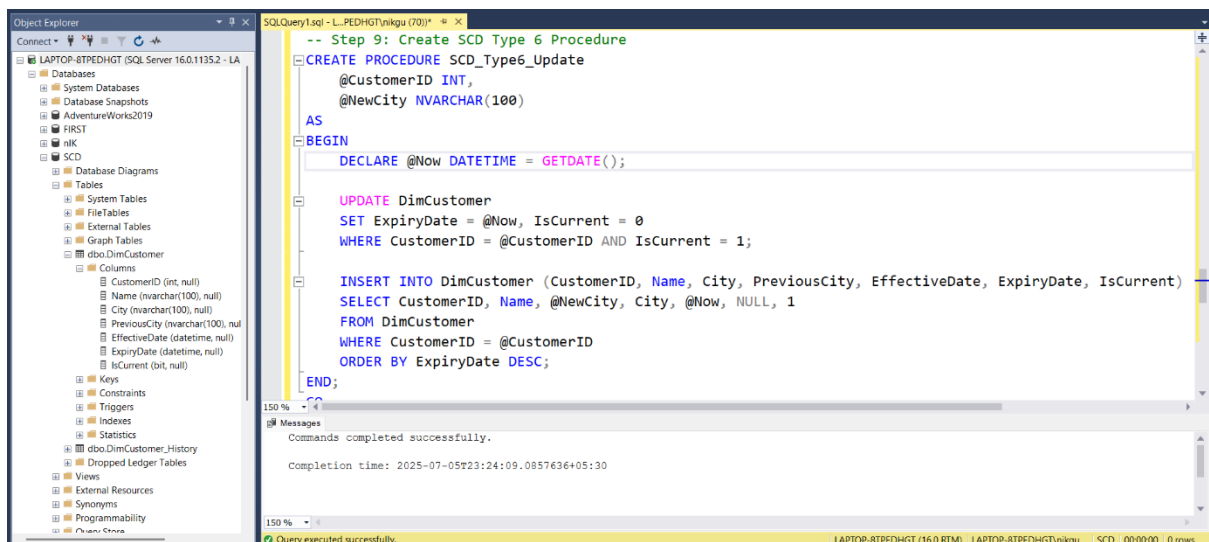 Object Explorer
Connect
LAPTOP-8TPEDHGT (SQL Server 16.0.1135.2 - LA
Databases
System Databases
Database Snapshots
AdventureWorks2019
FIRST
nIK
SCD
Database Diagrams
Tables
System Tables
FileTables
External Tables
Graph Tables
dbo.DimCustomer
Columns
CustomerID (int, null)
Name (nvarchar(100), null)
City (nvarchar(100), null)
PreviousCity (nvarchar(100), nul
EffectiveDate (datetime, null)
ExpiryDate (datetime, null)
IsCurrent (bit, null)
Keys
Constraints
Triggers
Indexes
Statistics
dbo.DimCustomer_History
Dropped Ledger Tables
Views
External Resources
Synonyms
Programmability
Query Store
SQLQuery1.sql - L...PEDHGT\nikgu (70))*
-- Step 9: Create SCD Type 6 Procedure
CREATE PROCEDURE SCD_Type6_Update
@CustomerID INT,
@NewCity NVARCHAR(100)
AS
BEGIN
DECLARE @Now DATETIME = GETDATE();
UPDATE DimCustomer
SET ExpiryDate = @Now, IsCurrent = 0
WHERE CustomerID = @CustomerID AND IsCurrent = 1;
INSERT INTO DimCustomer (CustomerID, Name, City, PreviousCity, EffectiveDate, ExpiryDate, IsCurrent)
SELECT CustomerID, Name, @NewCity, City, @Now, NULL, 1
FROM DimCustomer
WHERE CustomerID = @CustomerID
ORDER BY ExpiryDate DESC;
END;
GO
150 %
Messages
Commands completed successfully.
Completion time: 2025-07-05T23:24:09.0857636+05:30
150 %
Query executed successfully.
LAPTOP-8TPEDHGT (16.0 RTM) LAPTOP-8TPEDHGT\nikgu SCD 00:00:00 0 rows